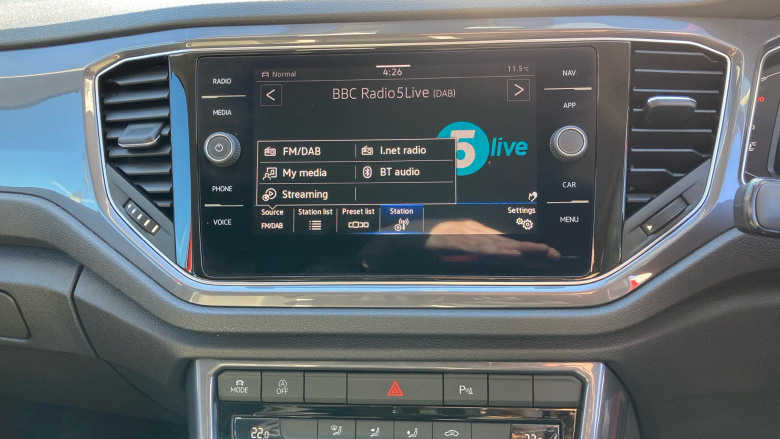 RADIO
MEDIA
PHONE
VOICE
Normal 4:26 11.5°C
< BBC Radio5Live (DAB) >
5 live
FM/DAB I.net radio
My media BT audio
Streaming
Source Station list Preset list Station Settings
FM/DAB
NAV
APP
CAR
MENU
MODE OFF P
22.0